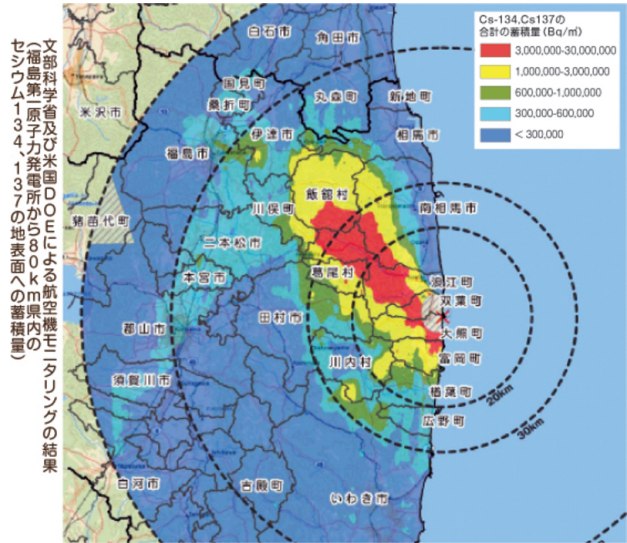 文部科学省及び米国DOEによる航空機モニタリングの結果
(福島第一原子力発電所から80km県内の
セシウム134、137の地表面への蓄積量)
Cs-134,Cs137の
合計の蓄積量(Bq/㎡)
3,000,000-30,000,000
1,000,000-3,000,000
600,000-1,000,000
300,000-600,000
<300,000
白石市
角田市
国見町
丸森町
新地町
桑折町
米沢市
伊達市
相馬市
福島市
飯舘村
川俣町
南相馬市
猪苗代町
二本松市
本宮市
葛尾村
浪江町
双葉町
田村市
大熊町
郡山市
川内村
富岡町
須賀川市
楢葉町
20km
広野町
30km
白河市
古殿町
いわき市